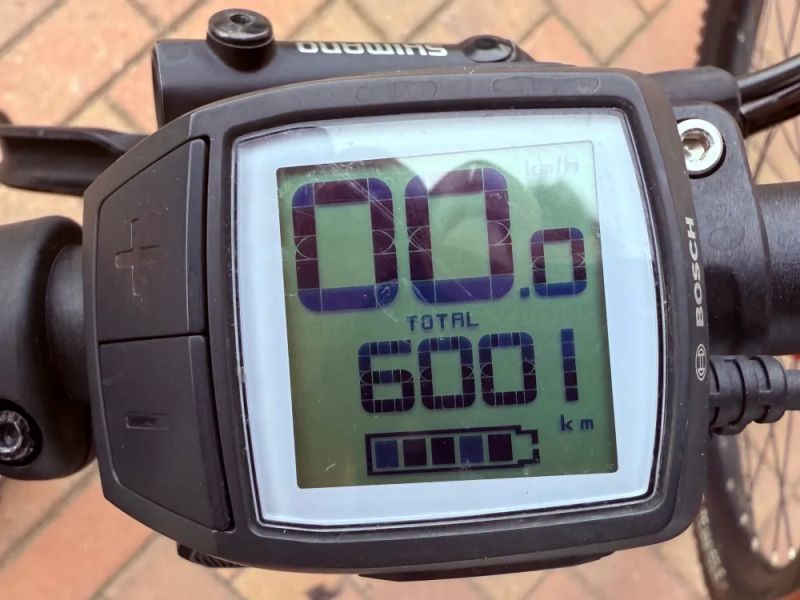 SHIMANO
+
km/h
00.0
TOTAL
6001
km
-
BOSCH